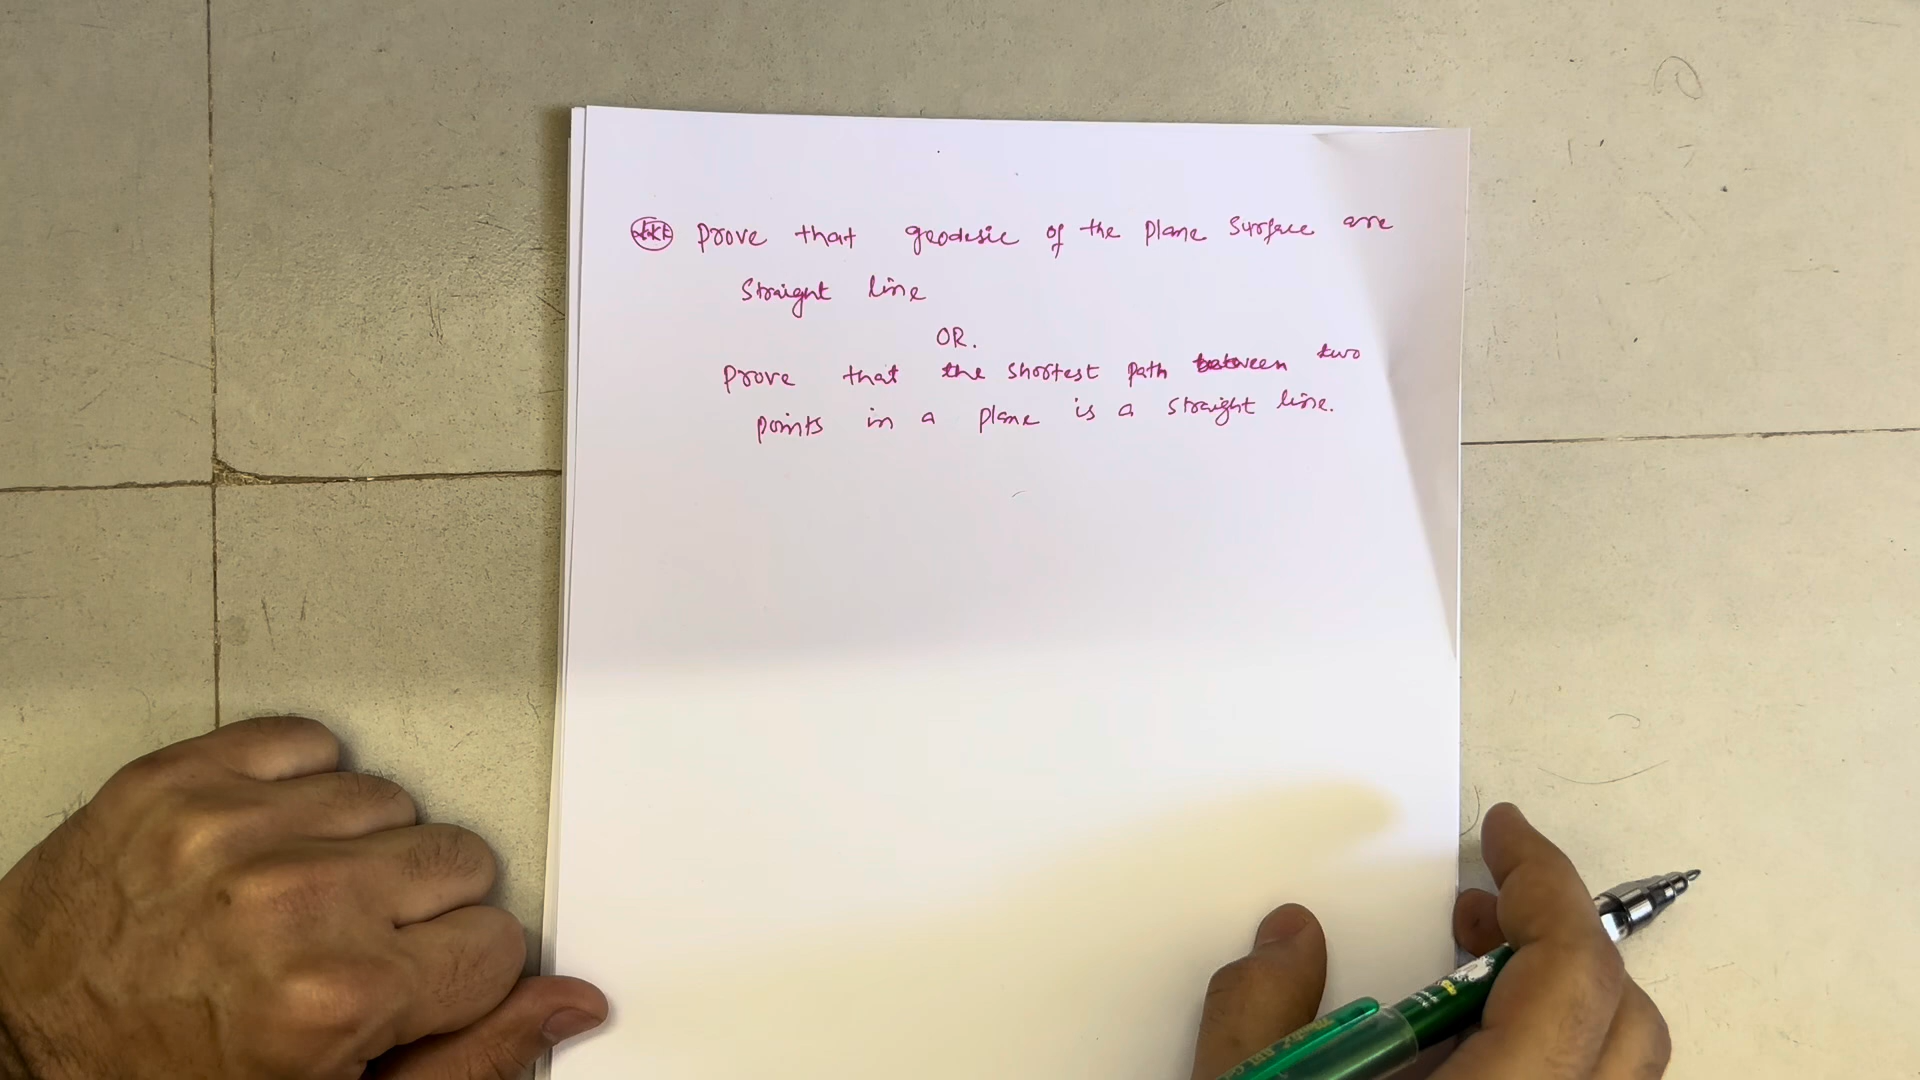 Prove that geodesic of the plane surface are
straight line
OR.
Prove that the shortest path between two
points in a plane is a straight line.